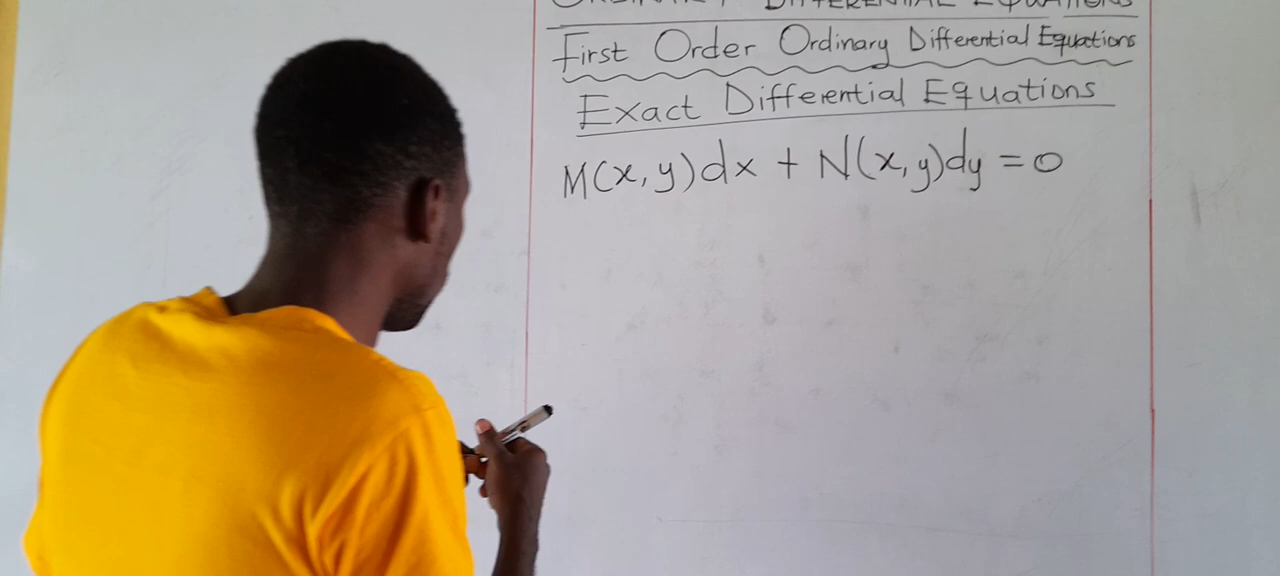 ORDINARY DIFFERENTIAL EQUATIONS
First Order Ordinary Differential Equations
Exact Differential Equations
M(x,y)dx + N(x,y)dy = 0